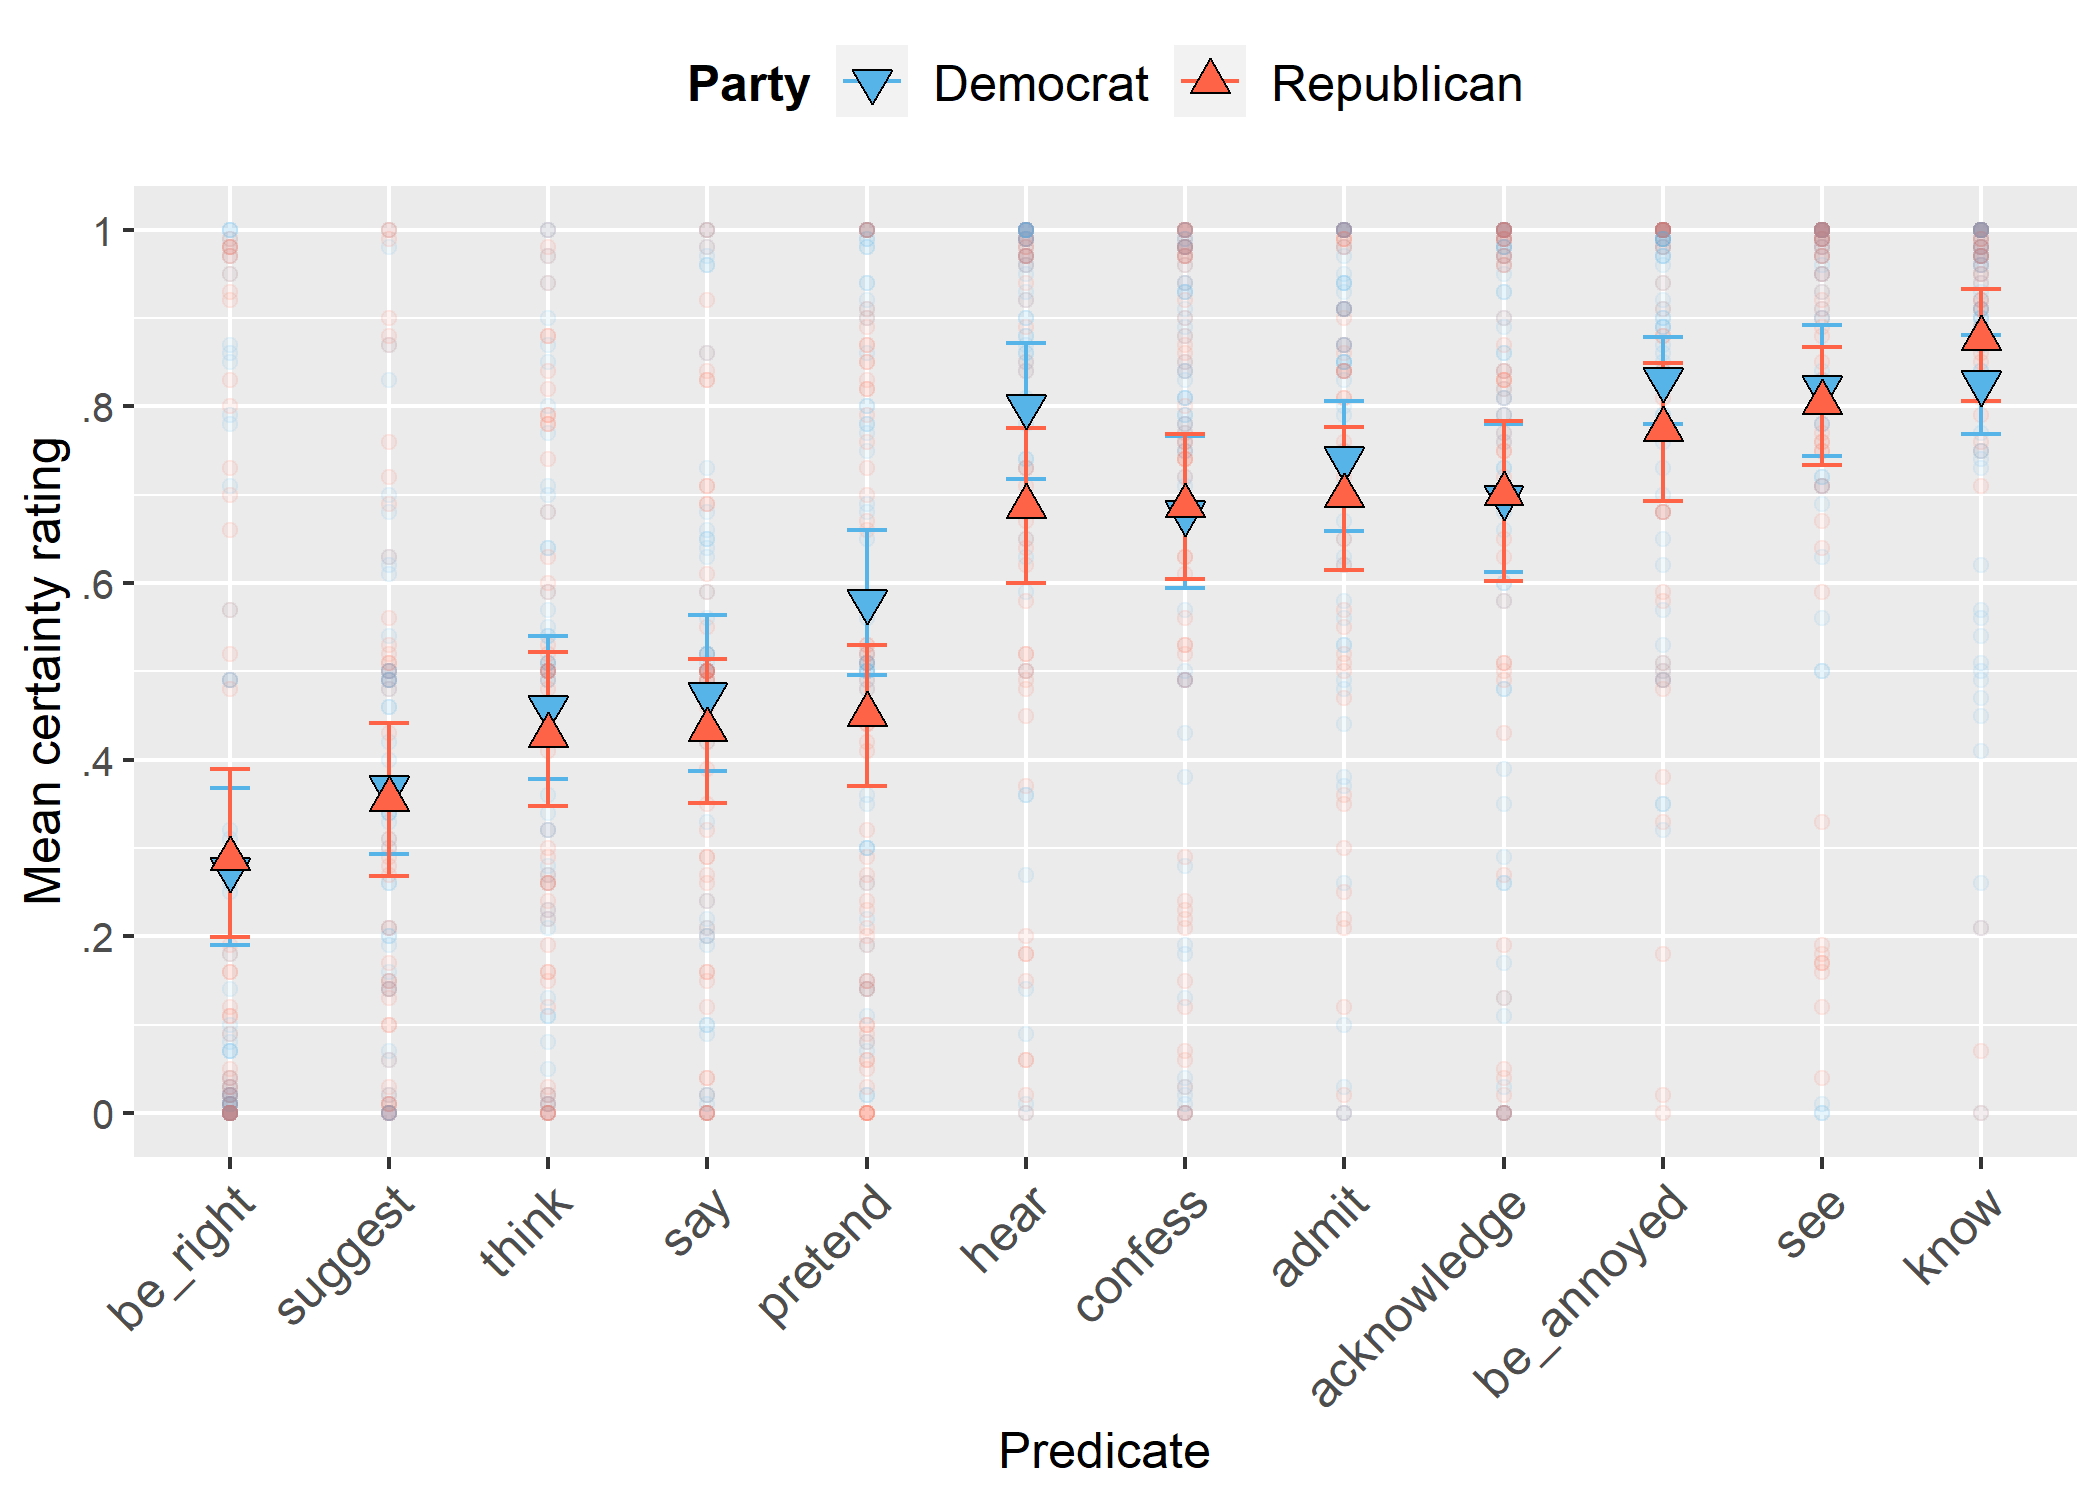 Party Democrat Republican
Mean certainty rating
1
.8
.6
.4
.2
0
be_right
suggest
think
say
pretend
hear
confess
admit
acknowledge
be_annoyed
see
know
Predicate